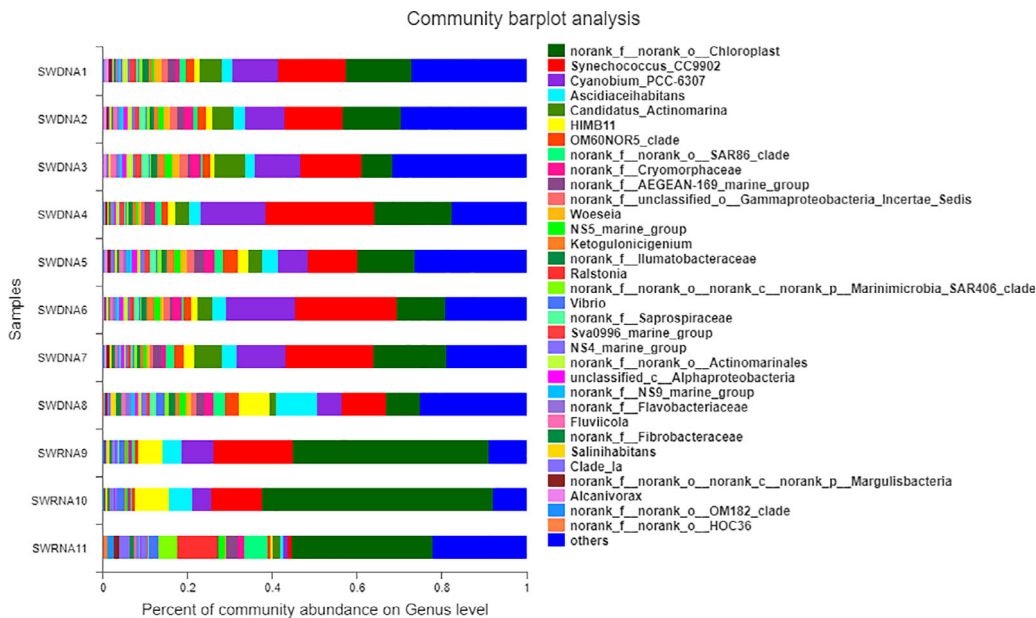 Community barplot analysis
SWDNA1
SWDNA2
SWDNA3
SWDNA4
SWDNA5
SWDNA6
SWDNA7
SWDNA8
SWRNA9
SWRNA10
SWRNA11
Samples
0
0.2
0.4
0.6
0.8
1
Percent of community abundance on Genus level
norank_f__norank_o__Chloroplast
Synechococcus_CC9902
Cyanobium_PCC-6307
Ascidiaceihabitans
Candidatus_Actinomarina
HIMB11
OM60NOR5_clade
norank_f__norank_o__SAR86_clade
norank_f__Cryomorphaceae
norank_f__AEGEAN-169_marine_group
norank_f__unclassified_o__Gammaproteobacteria_Incertae_Sedis
Woeseia
NS5_marine_group
Ketogulonicigenium
norank_f__Ilumatobacteraceae
Ralstonia
norank_f__norank_o__norank_c__norank_p__Marinimicrobia_SAR406_clade
Vibrio
norank_f__Saprospiraceae
Sva0996_marine_group
NS4_marine_group
norank_f__norank_o__Actinomarinales
unclassified_c__Alphaproteobacteria
norank_f__NS9_marine_group
norank_f__Flavobacteriaceae
Fluviicola
norank_f__Fibrobacteraceae
Salinihabitans
Clade_Ia
norank_f__norank_o__norank_c__norank_p__Margulisbacteria
Alcanivorax
norank_f__norank_o__OM182_clade
norank_f__norank_o__HOC36
others